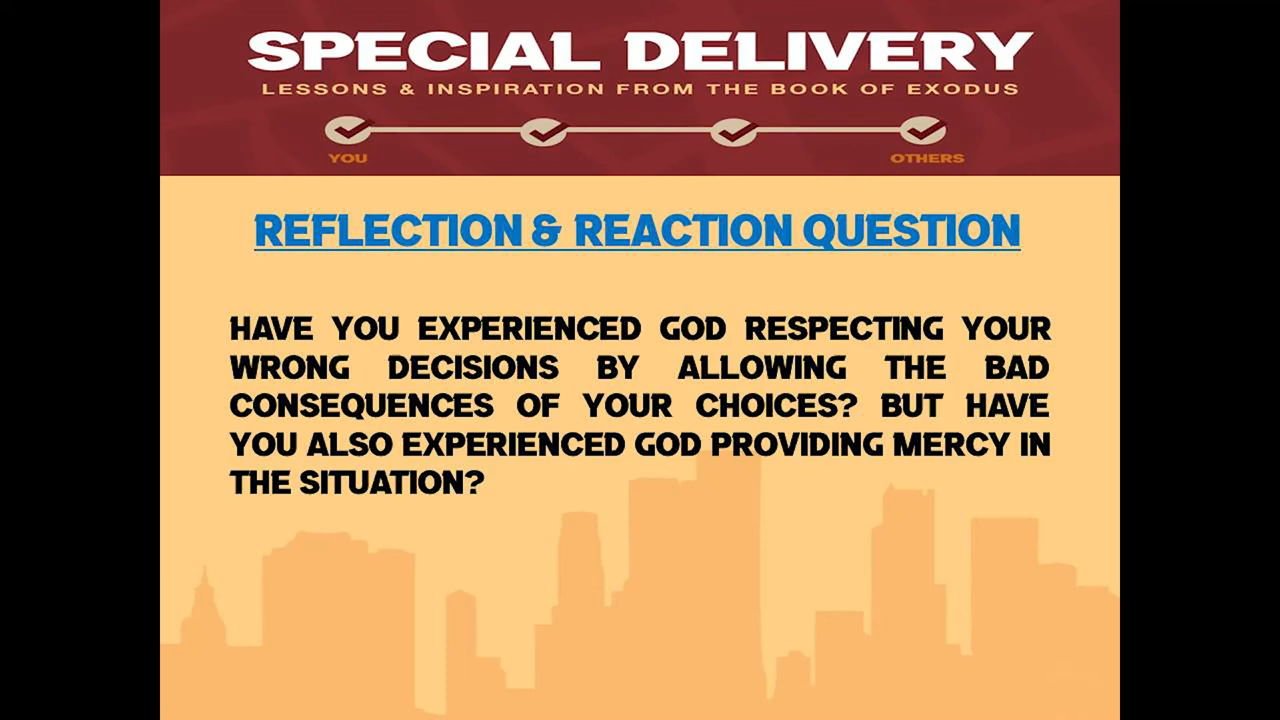 SPECIAL DELIVERY
LESSONS & INSPIRATION FROM THE BOOK OF EXODUS
YOU OTHERS
REFLECTION & REACTION QUESTION
HAVE YOU EXPERIENCED GOD RESPECTING YOUR
WRONG DECISIONS BY ALLOWING THE BAD
CONSEQUENCES OF YOUR CHOICES? BUT HAVE
YOU ALSO EXPERIENCED GOD PROVIDING MERCY IN
THE SITUATION?